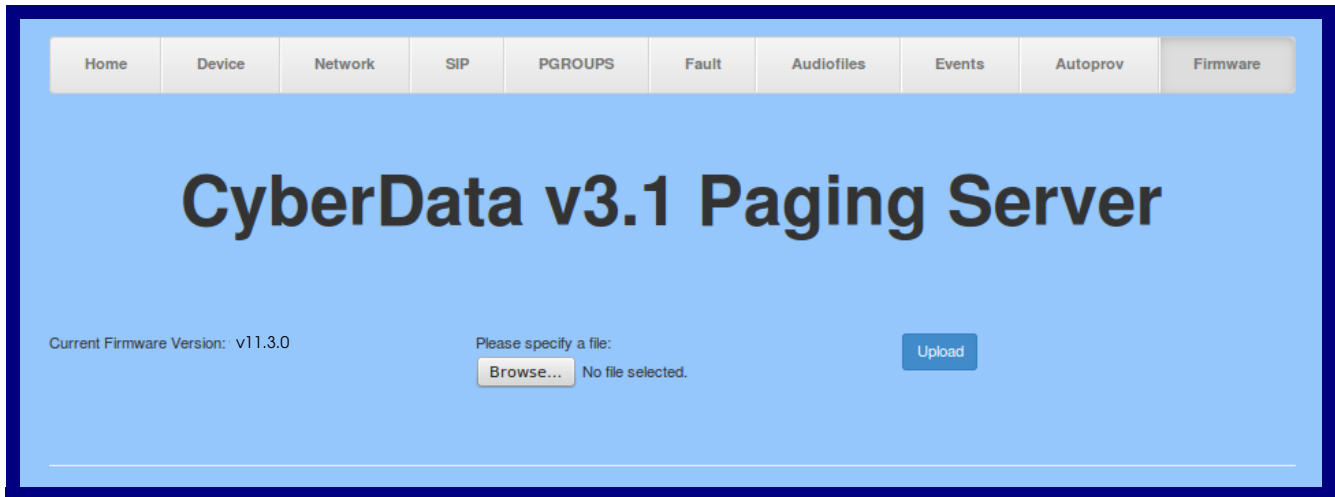 Home Device Network SIP PGROUPS Fault Audiofiles Events Autoprov Firmware
CyberData v3.1 Paging Server
Current Firmware Version: v11.3.0 Please specify a file: Upload
Browse... No file selected.